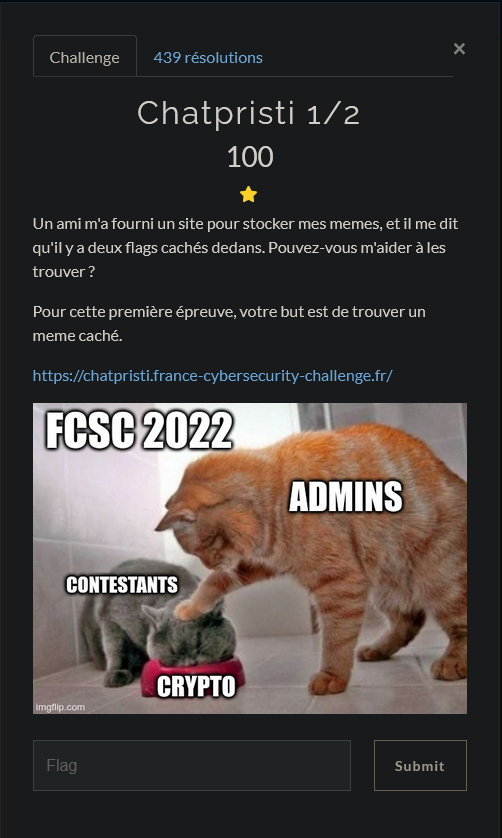 Challenge
439 résolutions
×
Chatpristi 1/2
100
Un ami m'a fourni un site pour stocker mes memes, et il me dit
qu'il y a deux flags cachés dedans. Pouvez-vous m'aider à les
trouver ?
Pour cette première épreuve, votre but est de trouver un
meme caché.
https://chatpristi.france-cybersecurity-challenge.fr/
FCSC 2022
ADMINS
CONTESTANTS
CRYPTO
imgflip.com
Flag
Submit